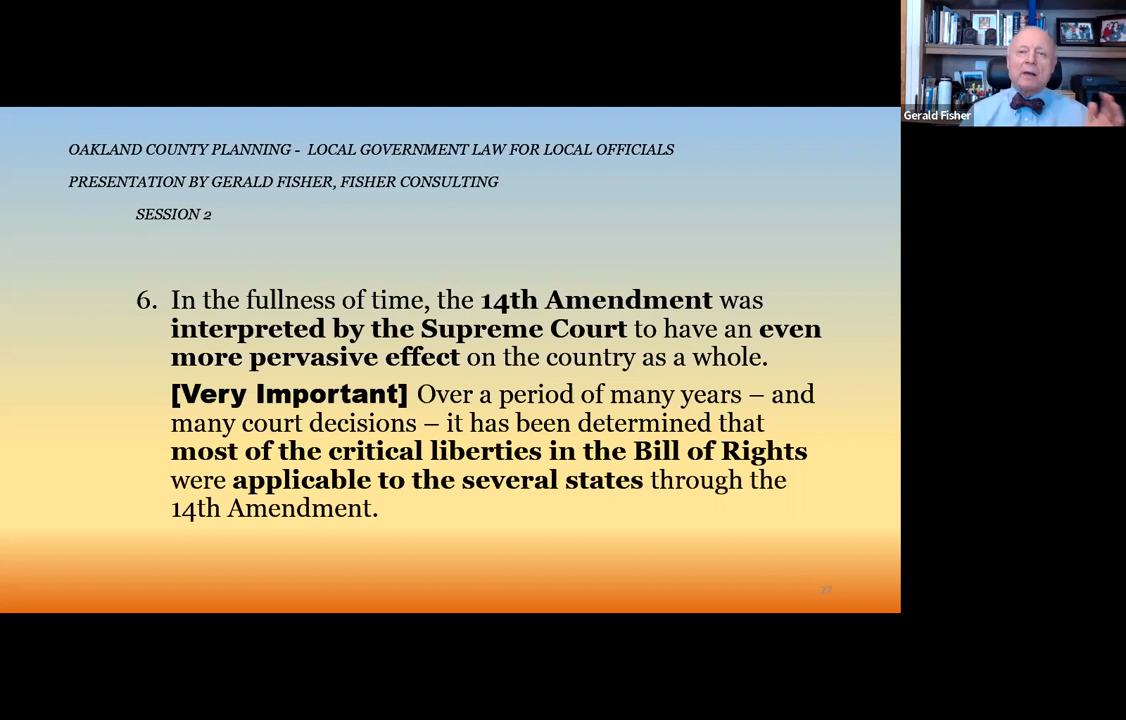 Gerald Fisher
OAKLAND COUNTY PLANNING - LOCAL GOVERNMENT LAW FOR LOCAL OFFICIALS
PRESENTATION BY GERALD FISHER, FISHER CONSULTING
SESSION 2
6. In the fullness of time, the 14th Amendment was
interpreted by the Supreme Court to have an even
more pervasive effect on the country as a whole.
[Very Important] Over a period of many years – and
many court decisions – it has been determined that
most of the critical liberties in the Bill of Rights
were applicable to the several states through the
14th Amendment.
27